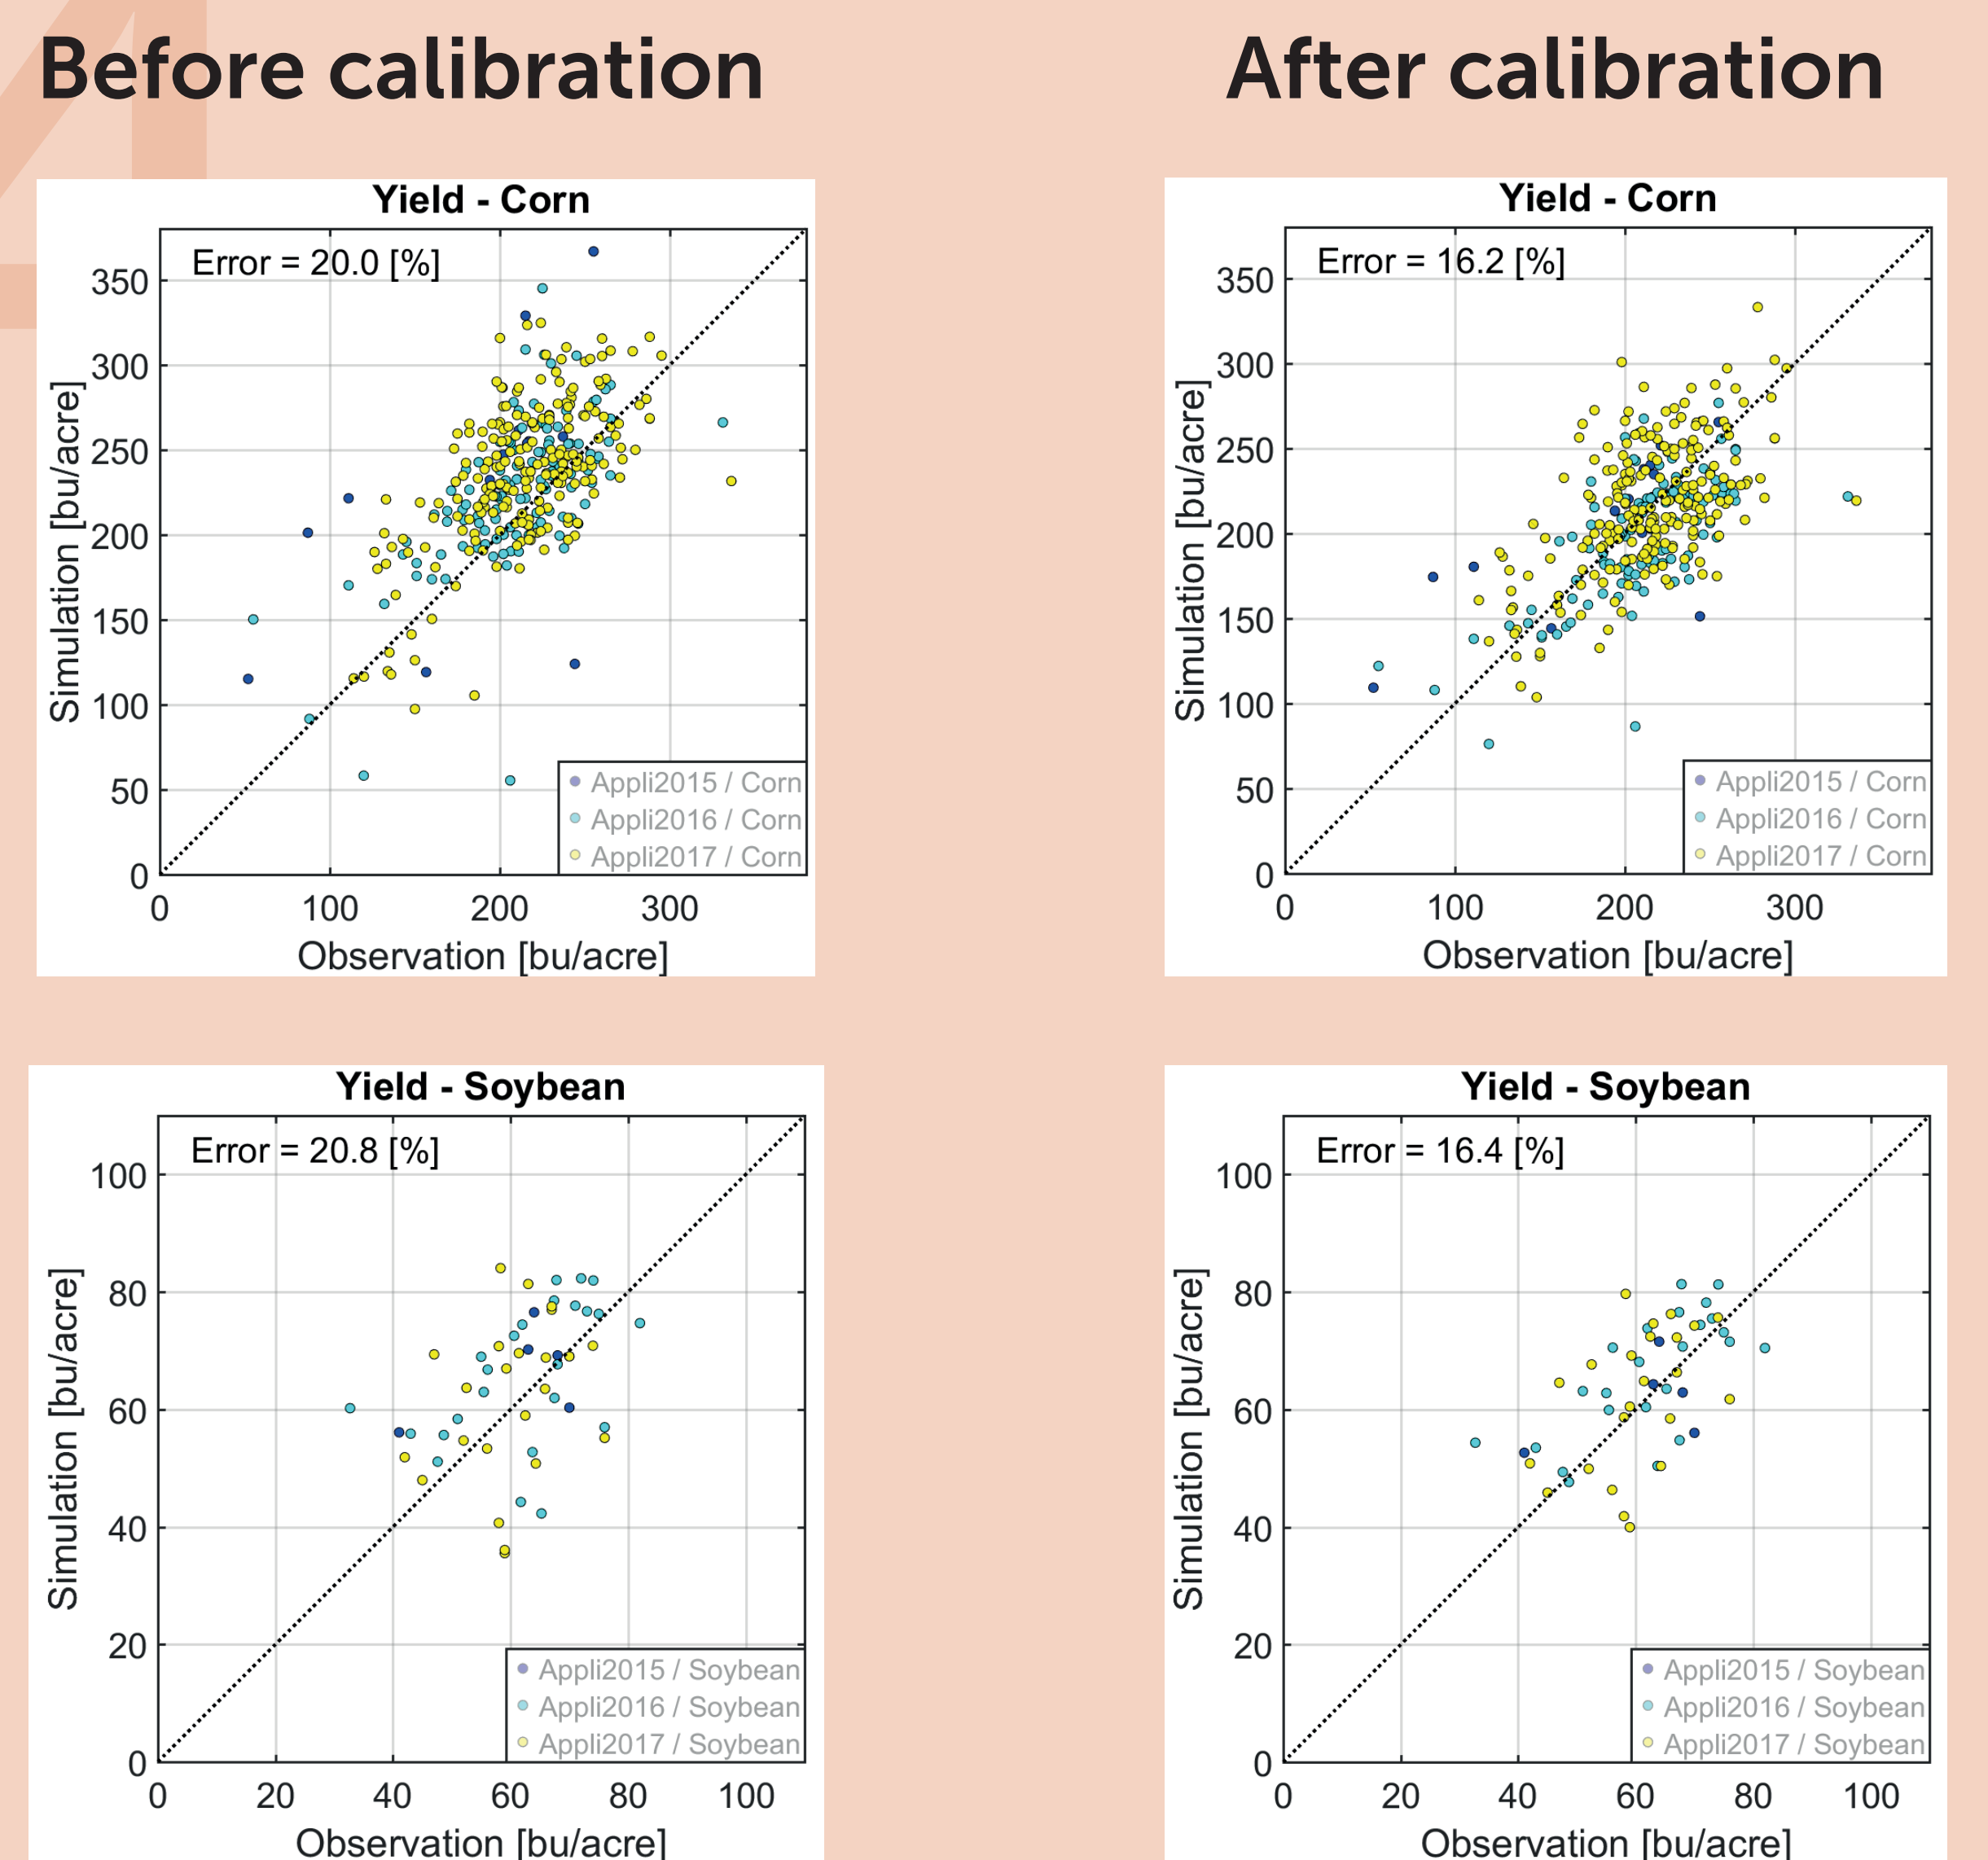 4
Before calibration
After calibration
Yield - Corn
Error = 20.0 [%]
350
300
250
200
150
100
50
0
Simulation [bu/acre]
Appli2015 / Corn
Appli2016 / Corn
Appli2017 / Corn
0 100 200 300
Observation [bu/acre]
Yield - Corn
Error = 16.2 [%]
350
300
250
200
150
100
50
0
Simulation [bu/acre]
Appli2015 / Corn
Appli2016 / Corn
Appli2017 / Corn
0 100 200 300
Observation [bu/acre]
Yield - Soybean
Error = 20.8 [%]
100
80
60
40
20
0
Simulation [bu/acre]
Appli2015 / Soybean
Appli2016 / Soybean
Appli2017 / Soybean
0 20 40 60 80 100
Observation [bu/acre]
Yield - Soybean
Error = 16.4 [%]
100
80
60
40
20
0
Simulation [bu/acre]
Appli2015 / Soybean
Appli2016 / Soybean
Appli2017 / Soybean
0 20 40 60 80 100
Observation [bu/acre]